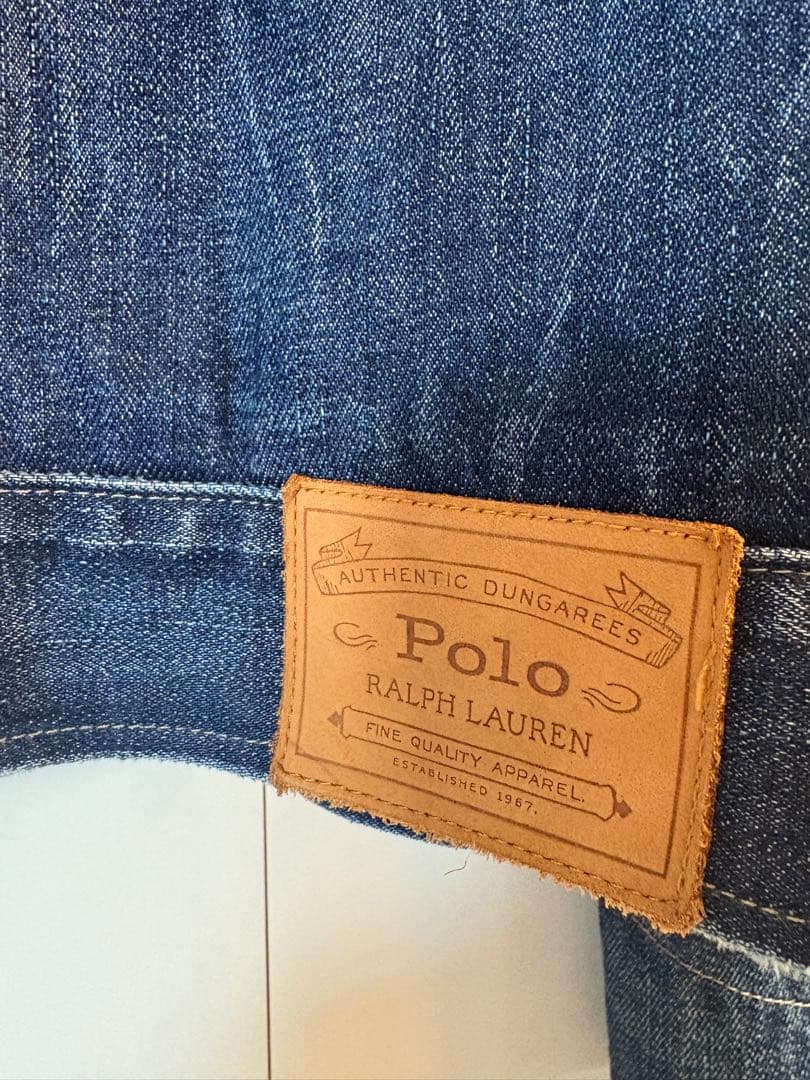 AUTHENTIC DUNGAREES
Polo
RALPH LAUREN
FINE QUALITY APPAREL.
ESTABLISHED 1967.